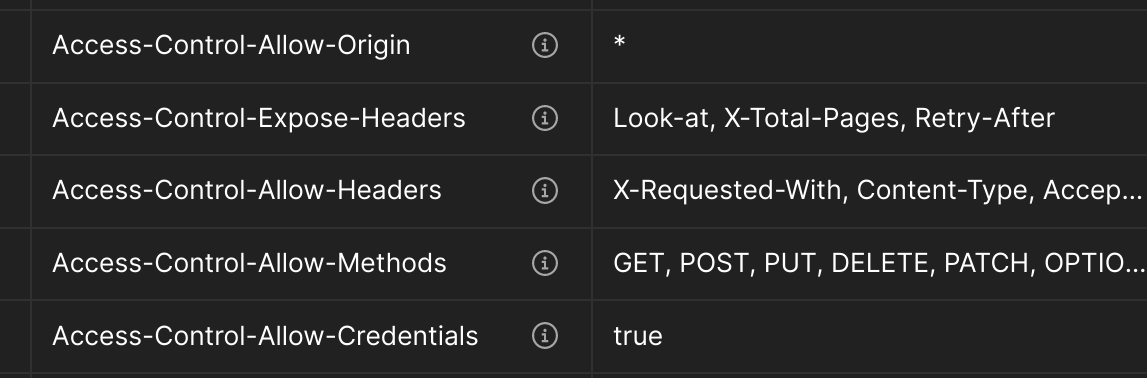 Access-Control-Allow-Origin *
Access-Control-Expose-Headers Look-at, X-Total-Pages, Retry-After
Access-Control-Allow-Headers X-Requested-With, Content-Type, Accep...
Access-Control-Allow-Methods GET, POST, PUT, DELETE, PATCH, OPTIO...
Access-Control-Allow-Credentials true